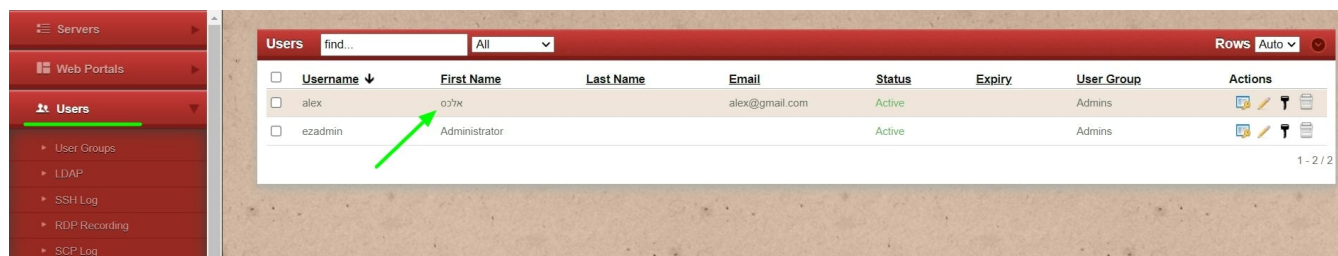 Servers
Web Portals
Users
User Groups
LDAP
SSH Log
RDP Recording
SCP Log
Users find... All Rows Auto
Username First Name Last Name Email Status Expiry User Group Actions
alex אלכס alex@gmail.com Active Admins
ezadmin Administrator Active Admins
1 - 2 / 2